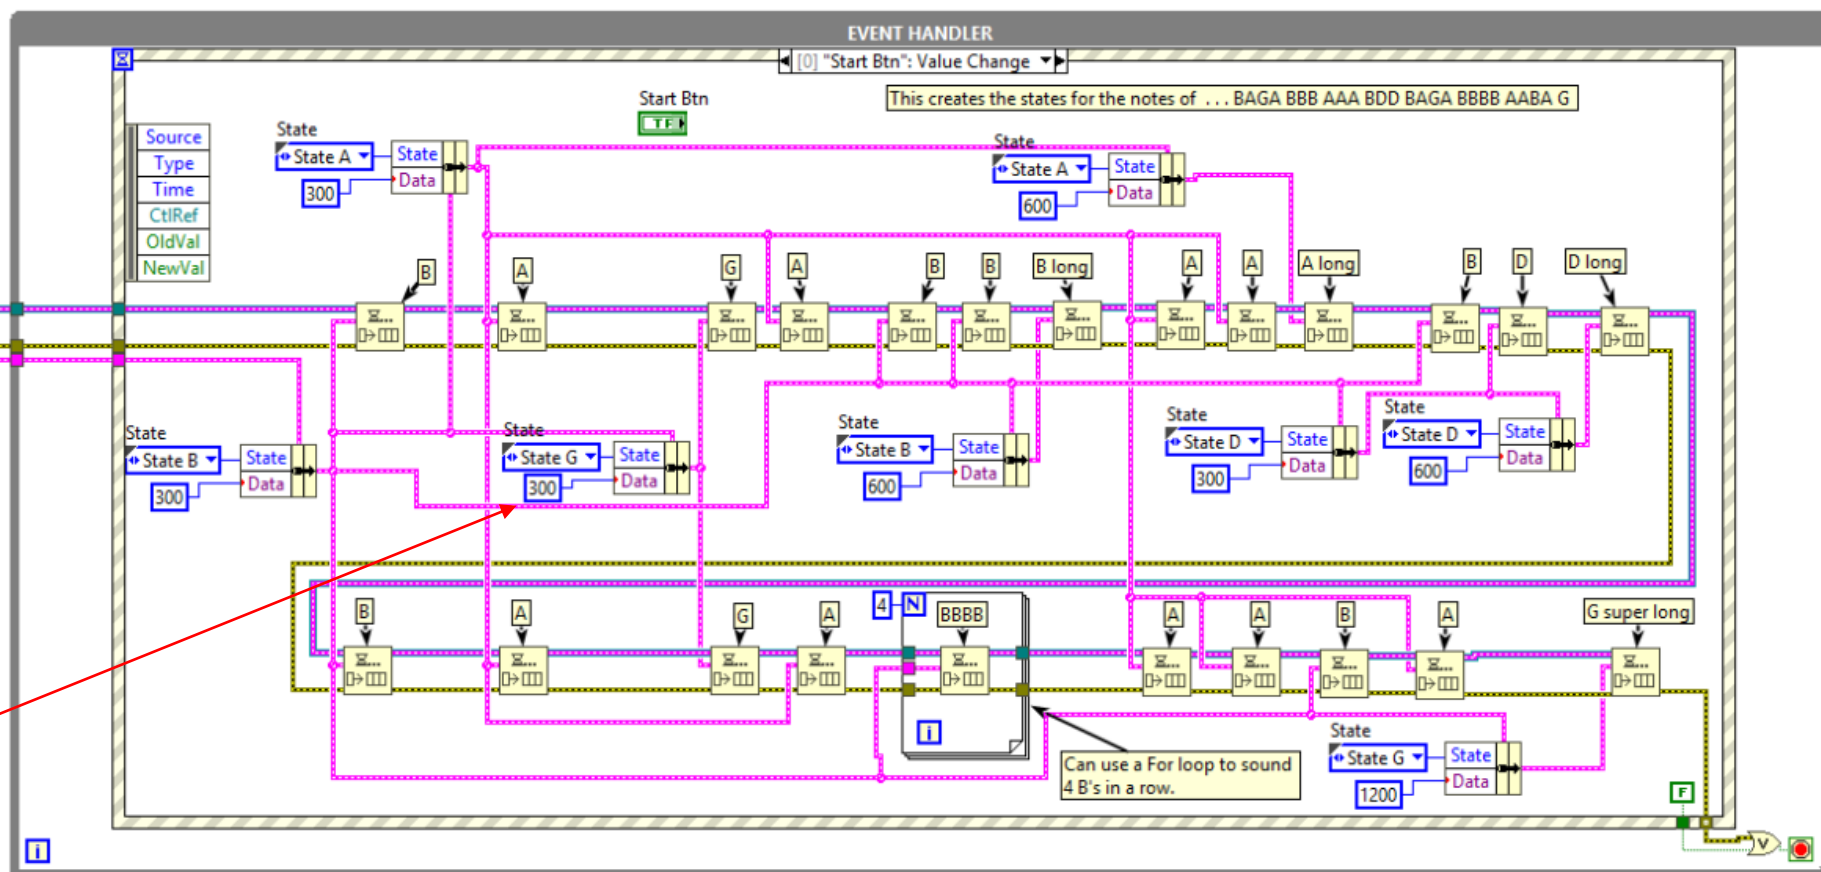 EVENT HANDLER
[0] "Start Btn": Value Change
Start Btn
This creates the states for the notes of ... BAGA BBB AAA BDD BAGA BBBB AABA G
Source
Type
Time
CtlRef
OldVal
NewVal
State
State A
300
State
Data
State
State A
600
State
Data
B
A
G
A
B
B
B long
A
A
A long
B
D
D long
State
State B
300
State
Data
State
State G
300
State
Data
State
State B
600
State
Data
State
State D
300
State
Data
State
State D
600
State
Data
B
A
G
A
4
N
BBBB
i
A
A
B
A
G super long
Can use a For loop to sound
4 B's in a row.
State
State G
1200
State
Data
F
V
i